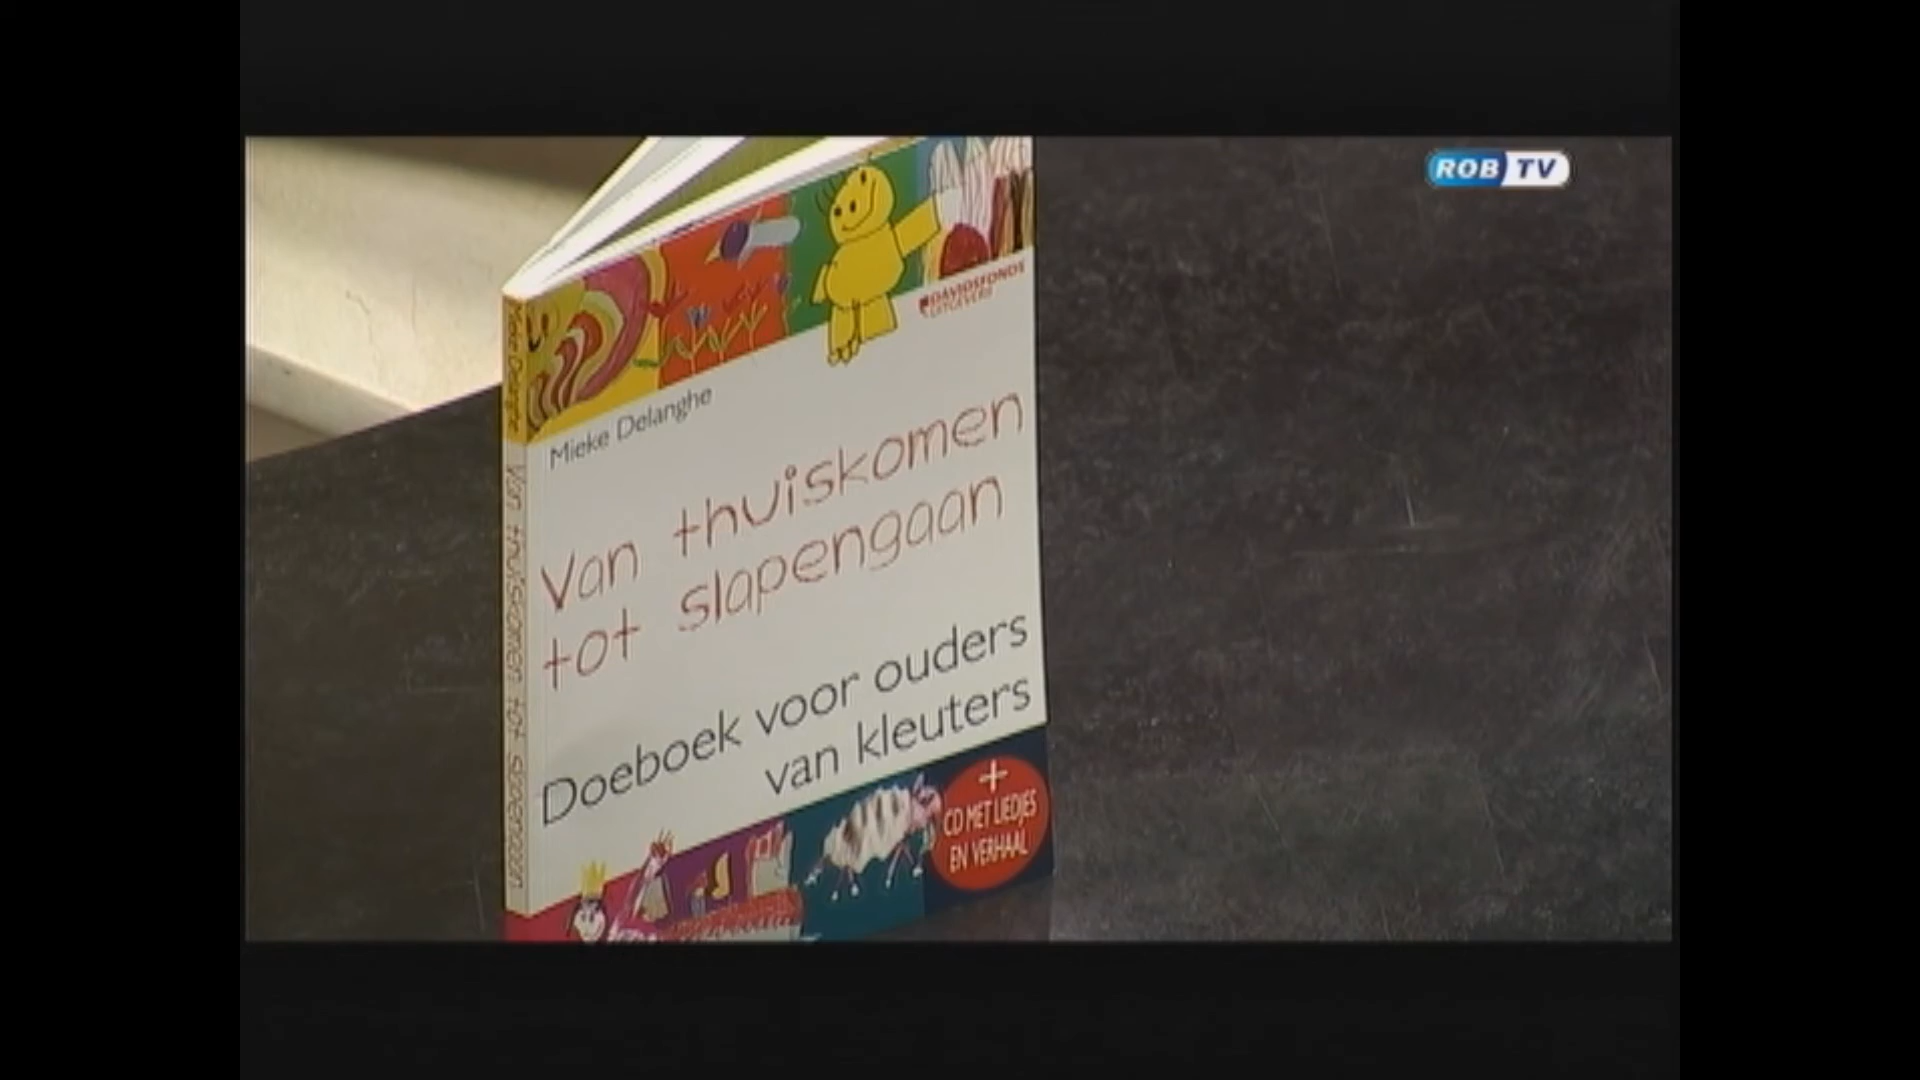 ROB TV
DAVIDSFONDS
UITGEVERIJ
Mieke Delanghe
Van thuiskomen
tot slapengaan
Doeboek voor ouders
van kleuters
+
CD MET LIEDJES
EN VERHAAL
Mieke Delanghe Van thuiskomen tot slapengaan